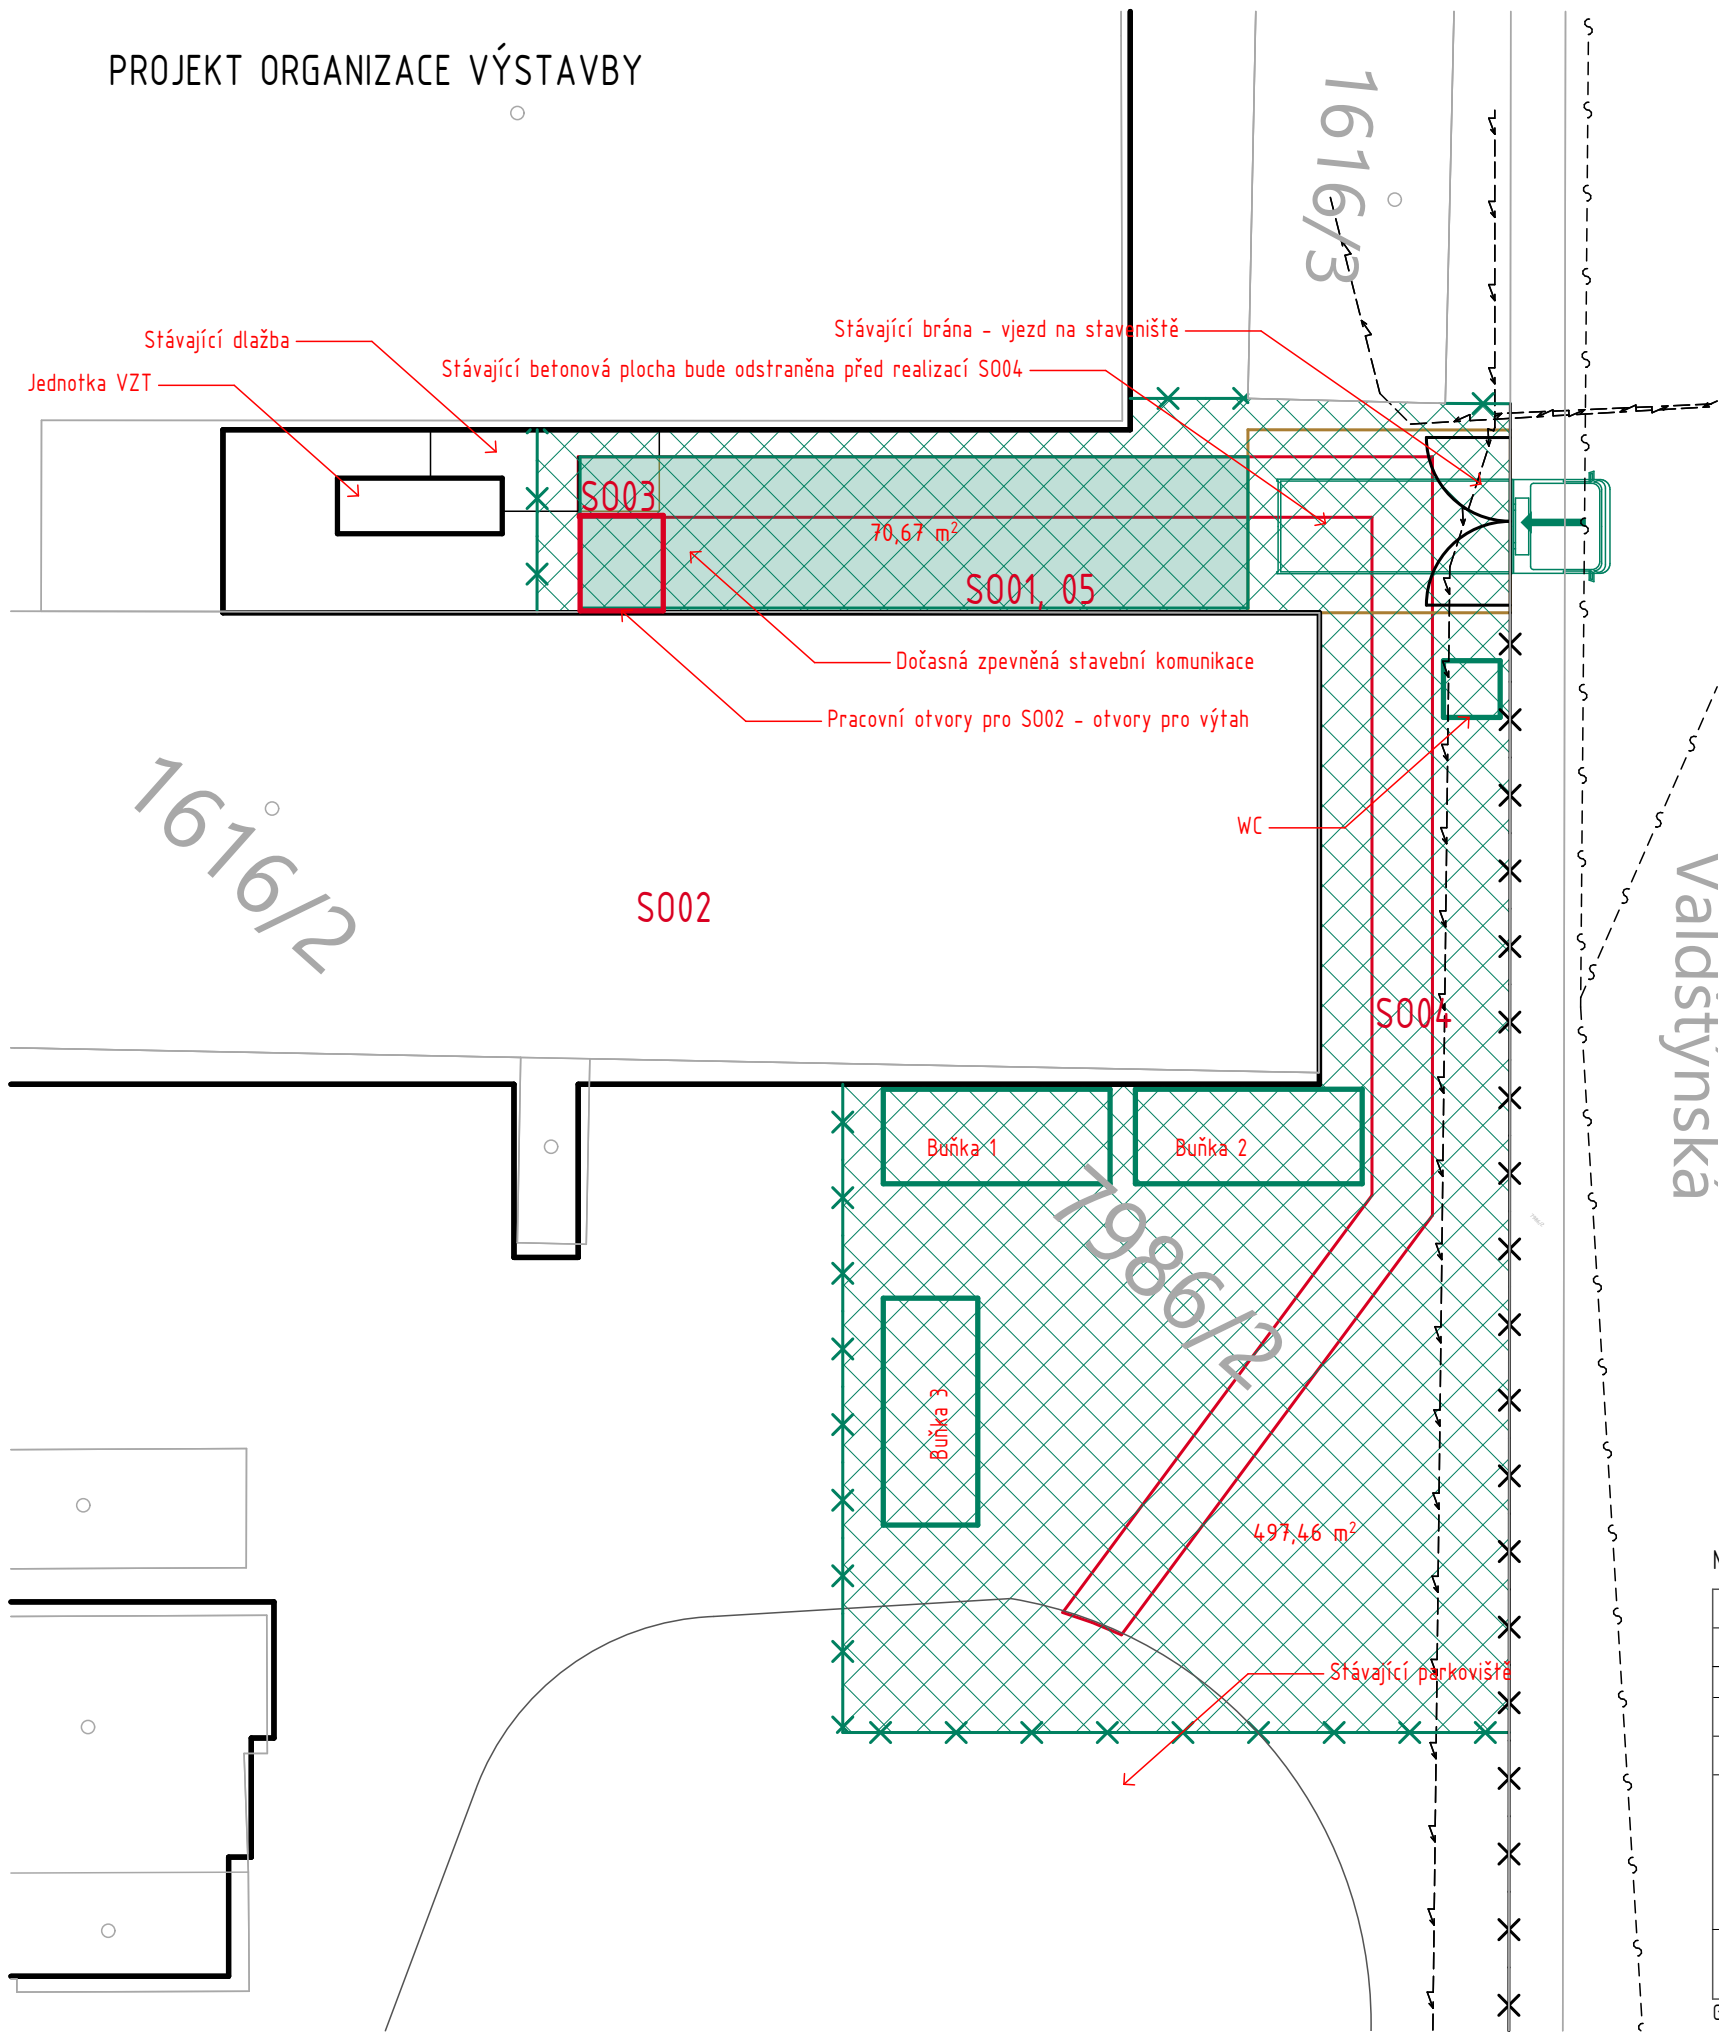 PROJEKT ORGANIZACE VÝSTAVBY
1616/3
Stávající brána - vjezd na staveniště
Stávající dlažba
Stávající betonová plocha bude odstraněna před realizací SO04
Jednotka VZT
SO03
70,67 m²
SO01, 05
Dočasná zpevněná stavební komunikace
Pracovní otvory pro SO02 - otvory pro výtah
WC
1616/2
SO02
Valdštýnská
SO04
Buňka 1
Buňka 2
7986/2
Buňka 3
497,46 m²
Stávající parkoviště